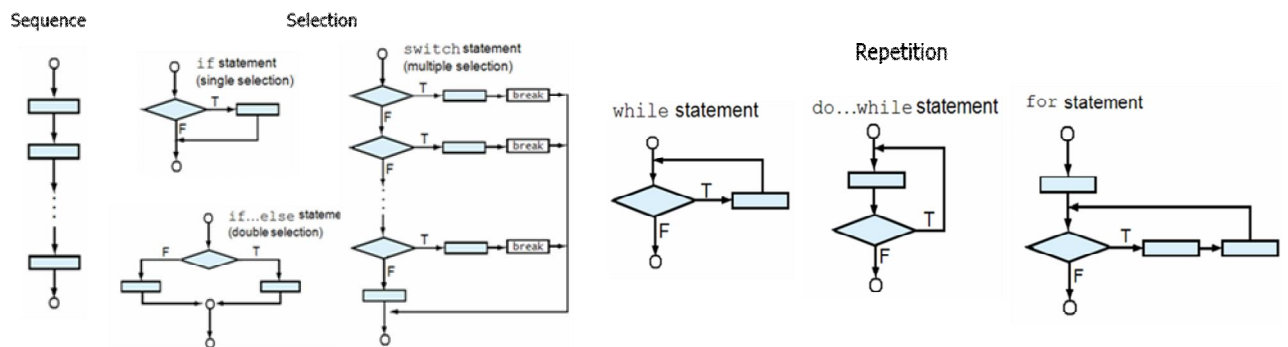 Sequence
Selection
if statement
(single selection)
T
F
if...else stateme
(double selection)
F
T
switch statement
(multiple selection)
T
break
F
T
break
F
T
break
F
Repetition
while statement
T
F
do...while statement
T
F
for statement
T
F